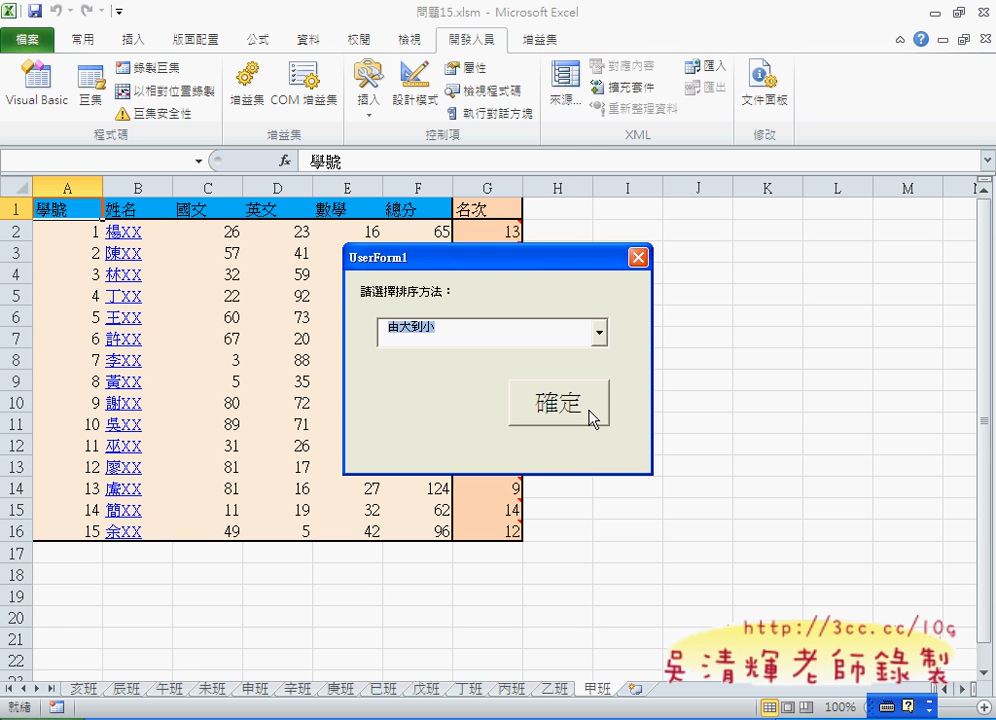 問題15.xlsm - Microsoft Excel
檔案 常用 插入 版面配置 公式 資料 校閱 檢視 開發人員 增益集
Visual Basic 巨集 錄製巨集 以相對位置錄製 巨集安全性 增益集 COM 增益集 插入 設計模式 屬性 檢視程式碼 執行對話方塊 來源... 對應內容 擴充套件 重新整理資料 匯入 匯出 文件面板
程式碼 增益集 控制項 XML 修改
fx 學號
A B C D E F G H I J K L M
1 學號 姓名 國文 英文 數學 總分 名次
2 1 楊XX 26 23 16 65 13
3 2 陳XX 57 41
4 3 林XX 32 59
5 4 丁XX 22 92
6 5 王XX 60 73
7 6 許XX 67 20
8 7 李XX 3 88
9 8 黃XX 5 35
10 9 謝XX 80 72
11 10 吳XX 89 71
12 11 巫XX 31 26
13 12 廖XX 81 17
14 13 盧XX 81 16 27 124 9
15 14 簡XX 11 19 32 62 14
16 15 余XX 49 5 42 96 12
17
18
19
20
21
22
UserForm1
請選擇排序方法：
由大到小
確定
http://3cc.cc/10g
吳清輝老師錄製
亥班 辰班 午班 未班 申班 辛班 庚班 已班 戊班 丁班 丙班 乙班 甲班
就緒 100%